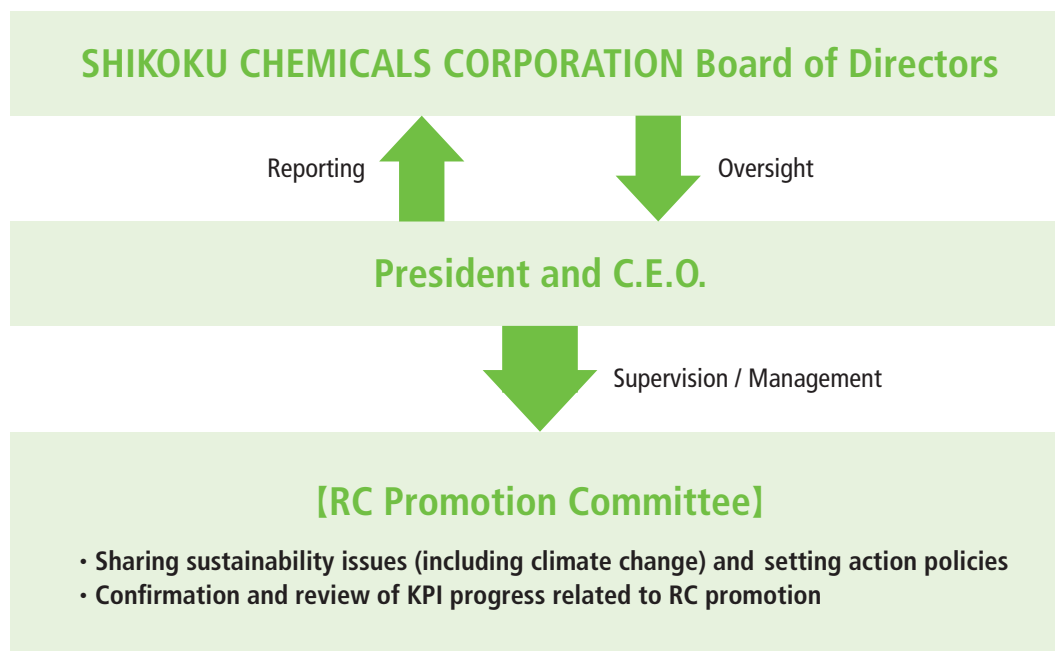 SHIKOKU CHEMICALS CORPORATION Board of Directors
Reporting
Oversight
President and C.E.O.
Supervision / Management
【RC Promotion Committee】
・Sharing sustainability issues (including climate change) and setting action policies
・Confirmation and review of KPI progress related to RC promotion